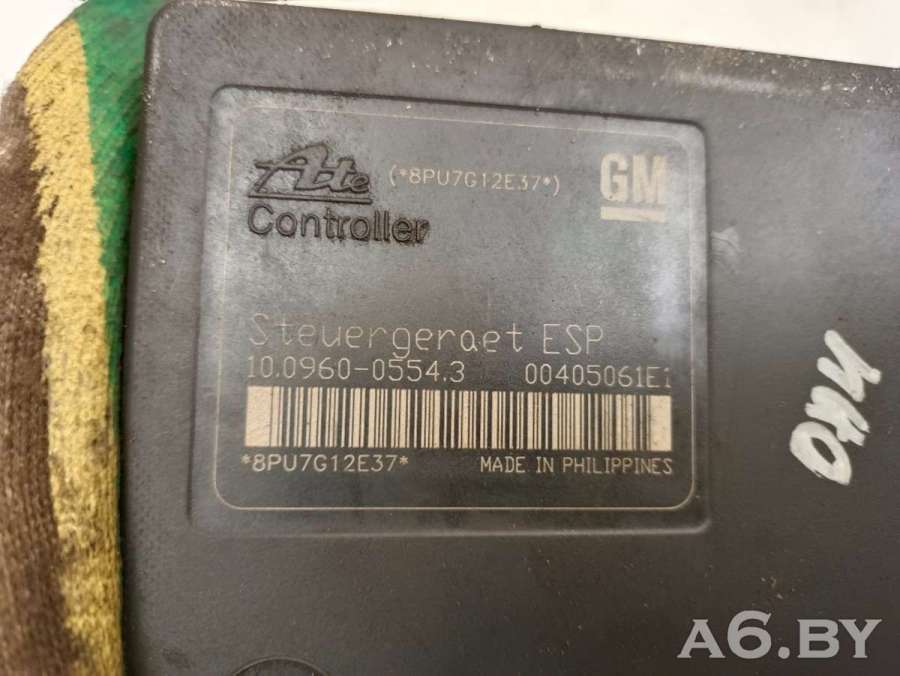 Ate (*8PU7G12E37*) GM
Controller
Steuergeraet ESP
10.0960-0554.3 00405061E1
*8PU7G12E37* MADE IN PHILIPPINES
A6.BY